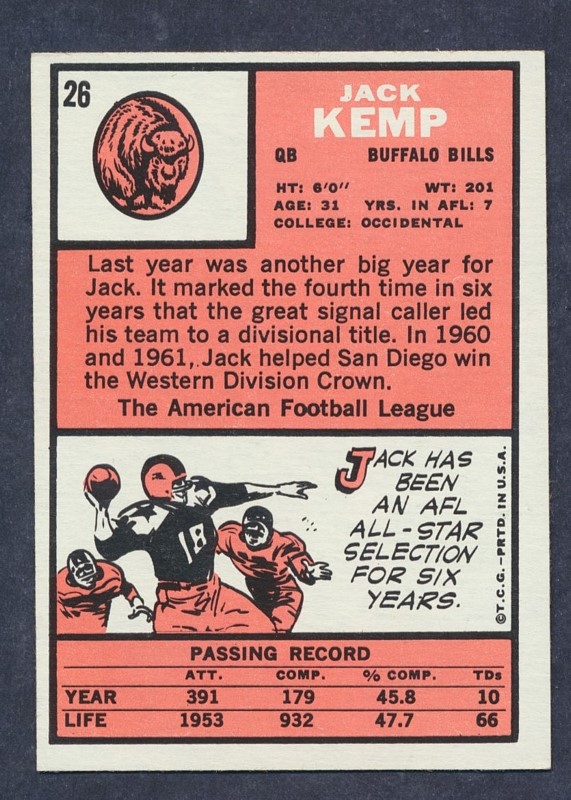 26
JACK
KEMP
QB BUFFALO BILLS
HT: 6'0" WT: 201
AGE: 31 YRS. IN AFL: 7
COLLEGE: OCCIDENTAL
Last year was another big year for
Jack. It marked the fourth time in six
years that the great signal caller led
his team to a divisional title. In 1960
and 1961, Jack helped San Diego win
the Western Division Crown.
The American Football League
18
JACK HAS
BEEN
AN AFL
ALL-STAR
SELECTION
FOR SIX
YEARS.
©T.C.G.—PRTD. IN U.S.A.
PASSING RECORD
ATT. COMP. % COMP. TDs
YEAR 391 179 45.8 10
LIFE 1953 932 47.7 66